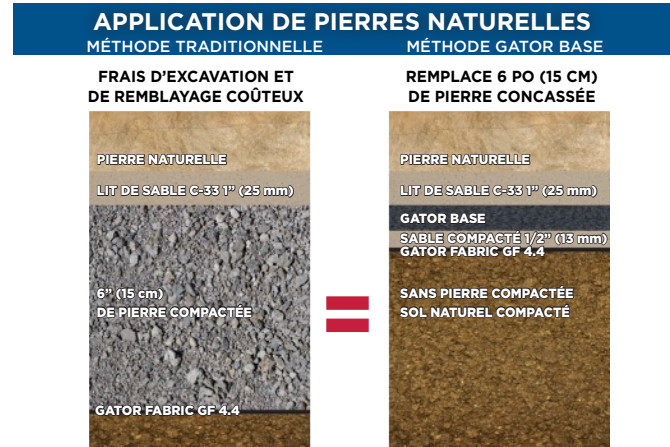 APPLICATION DE PIERRES NATURELLES
MÉTHODE TRADITIONNELLE
FRAIS D'EXCAVATION ET
DE REMBLAYAGE COÛTEUX
PIERRE NATURELLE
LIT DE SABLE C-33 1" (25 mm)
6" (15 cm)
DE PIERRE COMPACTÉE
GATOR FABRIC GF 4.4
MÉTHODE GATOR BASE
REMPLACE 6 PO (15 CM)
DE PIERRE CONCASSÉE
PIERRE NATURELLE
LIT DE SABLE C-33 1" (25 mm)
GATOR BASE
SABLE COMPACTÉ 1/2" (13 mm)
GATOR FABRIC GF 4.4
SANS PIERRE COMPACTÉE
SOL NATUREL COMPACTÉ